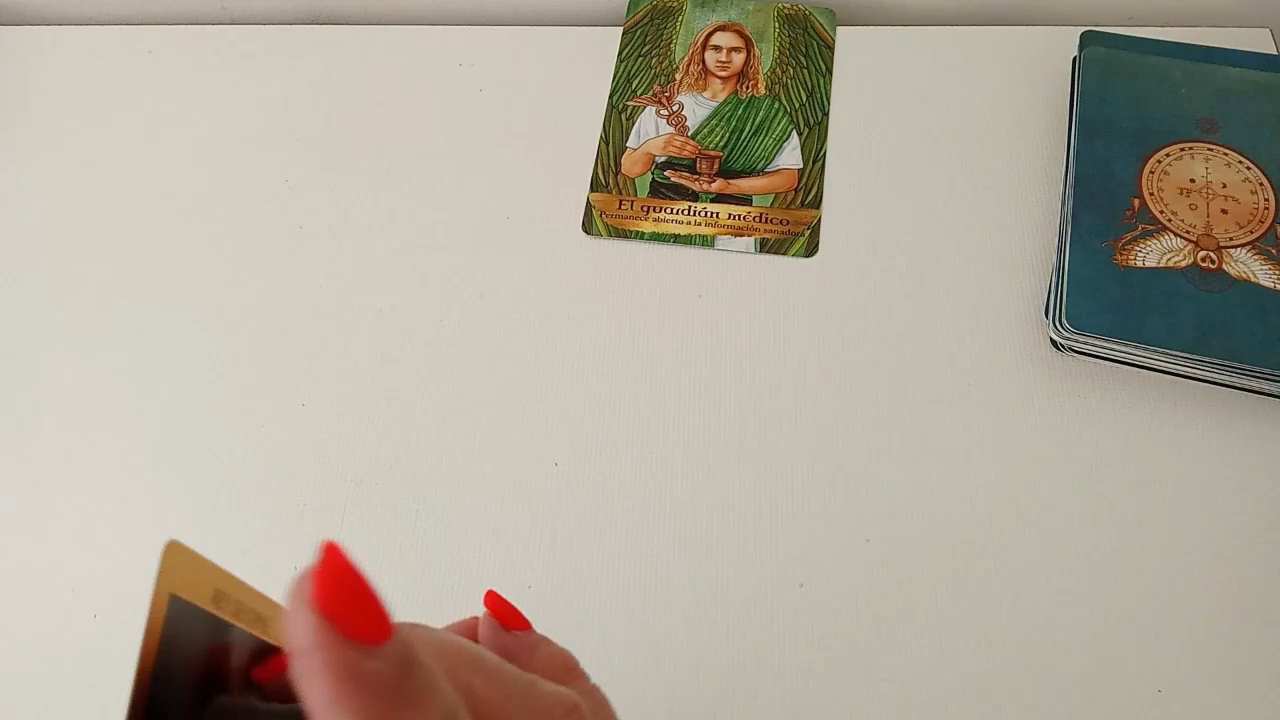 El guardián médico
Permanece abierto a la información sanadora